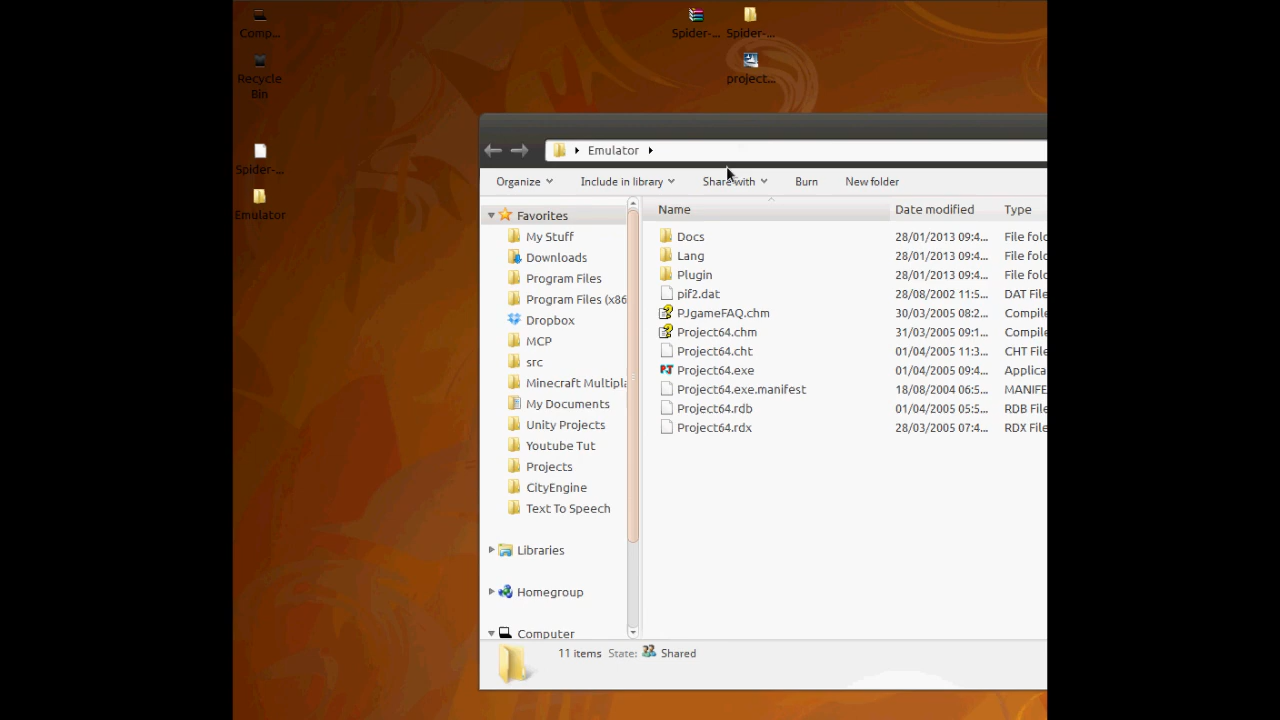 Comp...
Recycle
Bin
Spider-...
Emulator
Spider-... Spider-...
project...
Emulator
Organize Include in library Share with Burn New folder
Favorites
My Stuff
Downloads
Program Files
Program Files (x86
Dropbox
MCP
src
Minecraft Multipla
My Documents
Unity Projects
Youtube Tut
Projects
CityEngine
Text To Speech
Libraries
Homegroup
Computer
Name Date modified Type
Docs 28/01/2013 09:4... File fold
Lang 28/01/2013 09:4... File fold
Plugin 28/01/2013 09:4... File fold
pif2.dat 28/08/2002 11:5... DAT File
PJgameFAQ.chm 30/03/2005 08:2... Compile
Project64.chm 31/03/2005 09:1... Compile
Project64.cht 01/04/2005 11:3... CHT File
Project64.exe 01/04/2005 09:4... Applica
Project64.exe.manifest 18/08/2004 06:5... MANIFE
Project64.rdb 01/04/2005 05:5... RDB File
Project64.rdx 28/03/2005 07:4... RDX File
11 items State: Shared